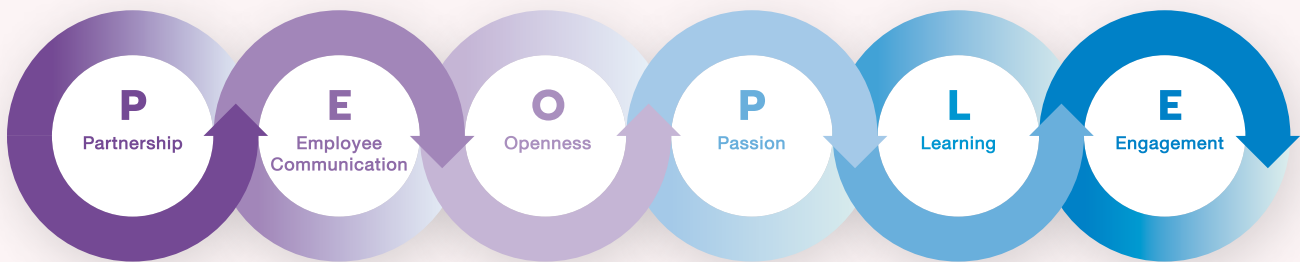 P
Partnership
E
Employee
Communication
O
Openness
P
Passion
L
Learning
E
Engagement